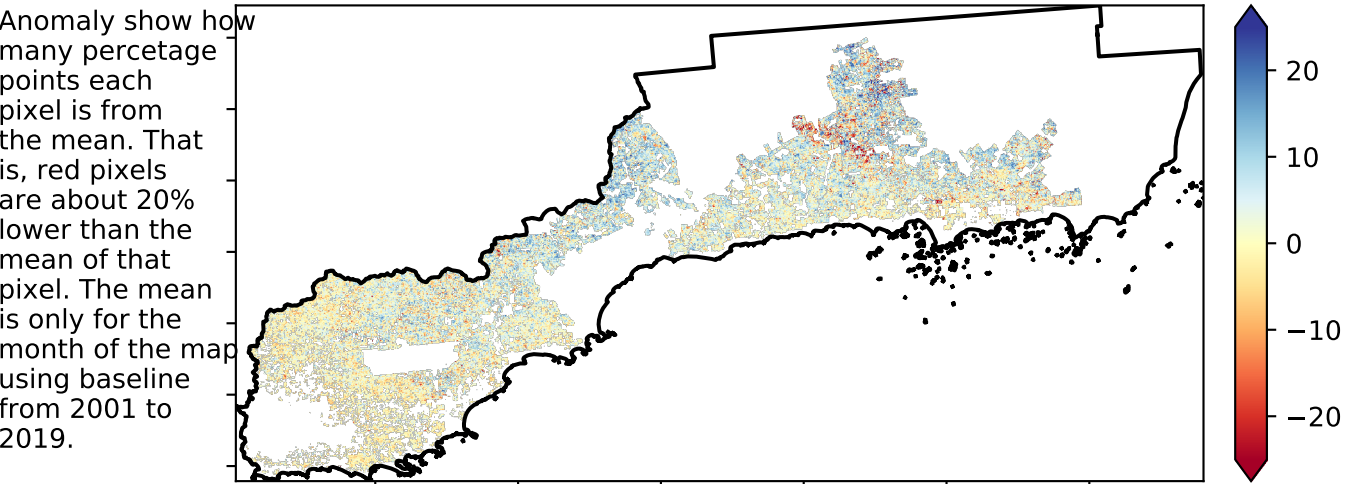 Anomaly show how
many percetage
points each
pixel is from
the mean. That
is, red pixels
are about 20%
lower than the
mean of that
pixel. The mean
is only for the
month of the map
using baseline
from 2001 to
2019.
20
10
0
−10
−20